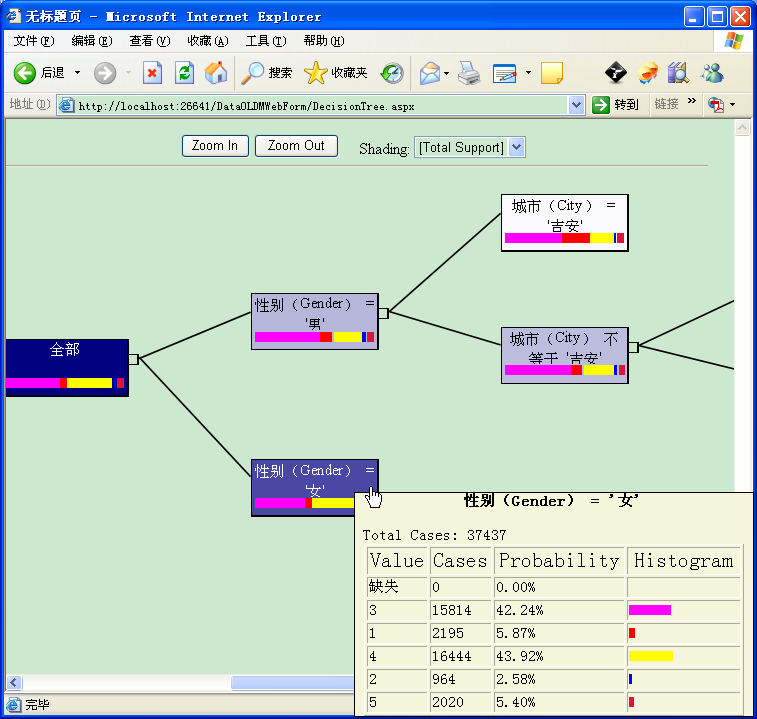 无标题页 - Microsoft Internet Explorer
文件(F) 编辑(E) 查看(V) 收藏(A) 工具(T) 帮助(H)
后退 搜索 收藏夹
地址(D) http://localhost:26641/DataOLDMWebForm/DecisionTree.aspx 转到 链接 »
Zoom In Zoom Out Shading: [Total Support]
城市（City） =
'吉安'
性别（Gender） =
'男'
城市（City） 不
等于 '吉安'
全部
性别（Gender） =
'女'
性别（Gender） = '女'
Total Cases: 37437
Value Cases Probability Histogram
缺失 0 0.00%
3 15814 42.24%
1 2195 5.87%
4 16444 43.92%
2 964 2.58%
5 2020 5.40%
完毕